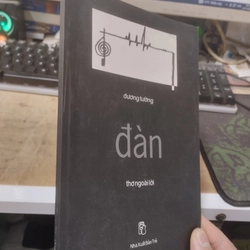 dương tường
đàn
thơ ngoài lời
Nhà Xuất Bản Trẻ